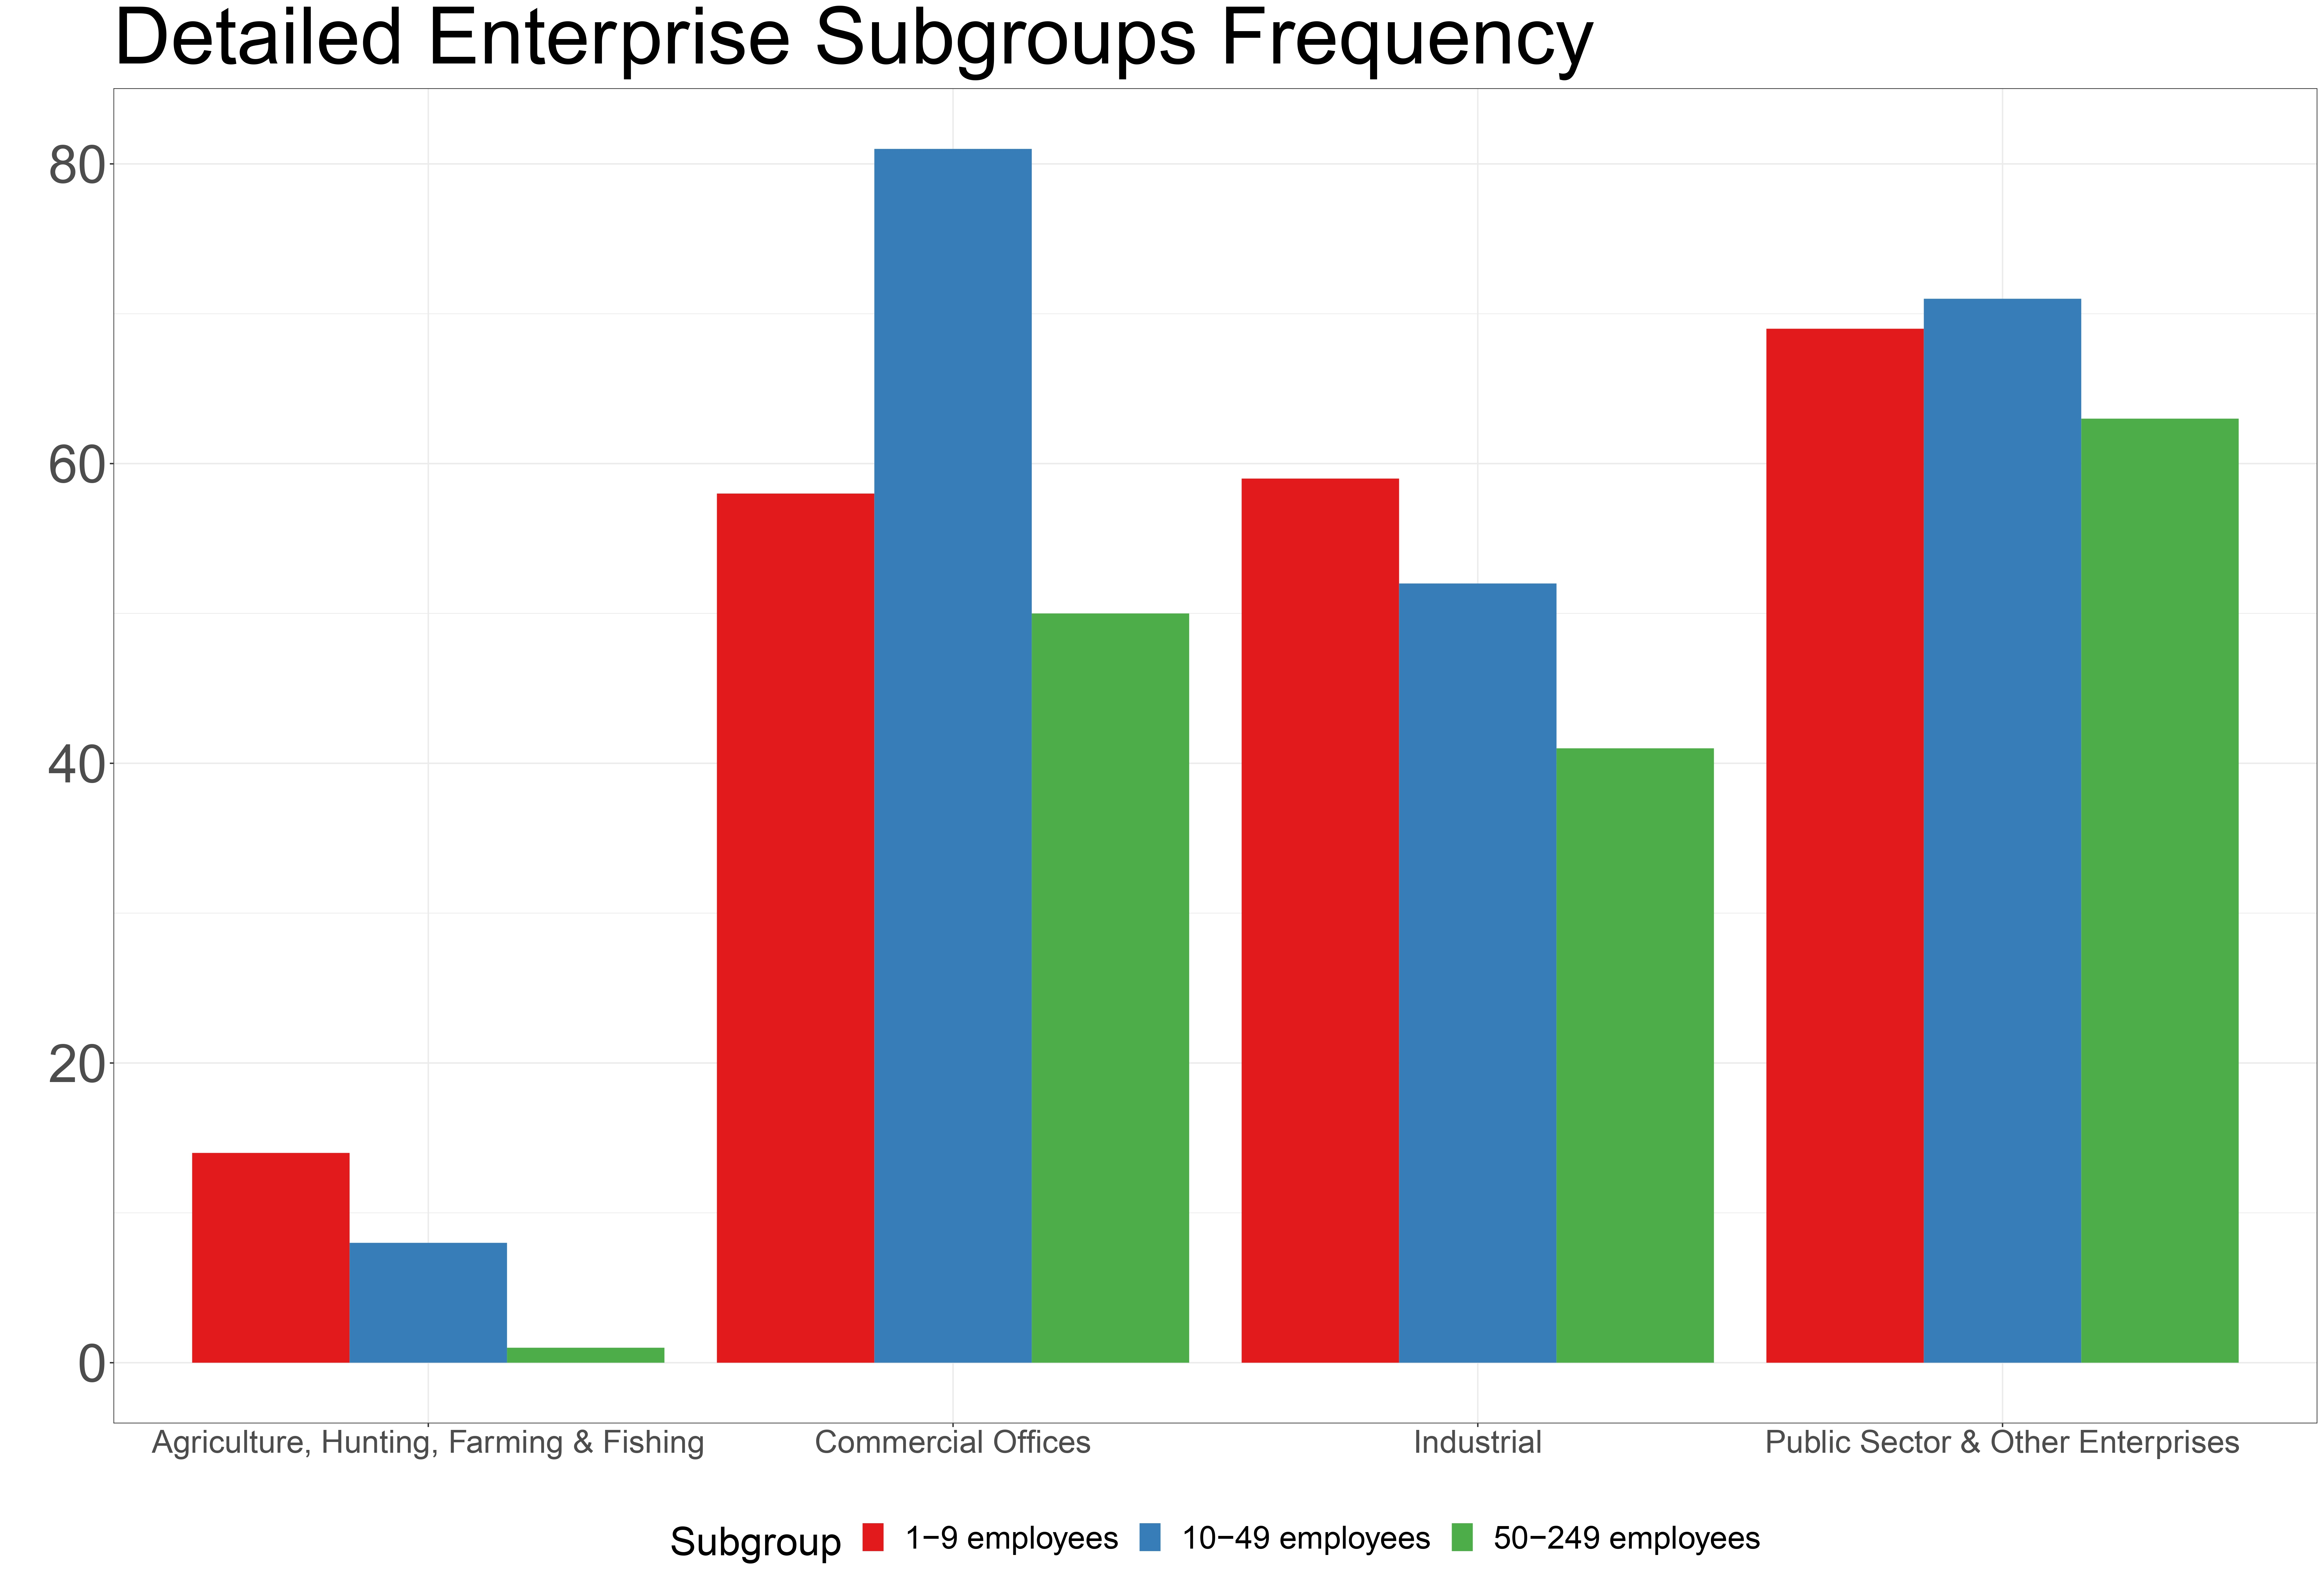 Detailed Enterprise Subgroups Frequency
80
60
40
20
0
Agriculture, Hunting, Farming & Fishing Commercial Offices Industrial Public Sector & Other Enterprises
Subgroup 1−9 employees 10−49 employees 50−249 employees